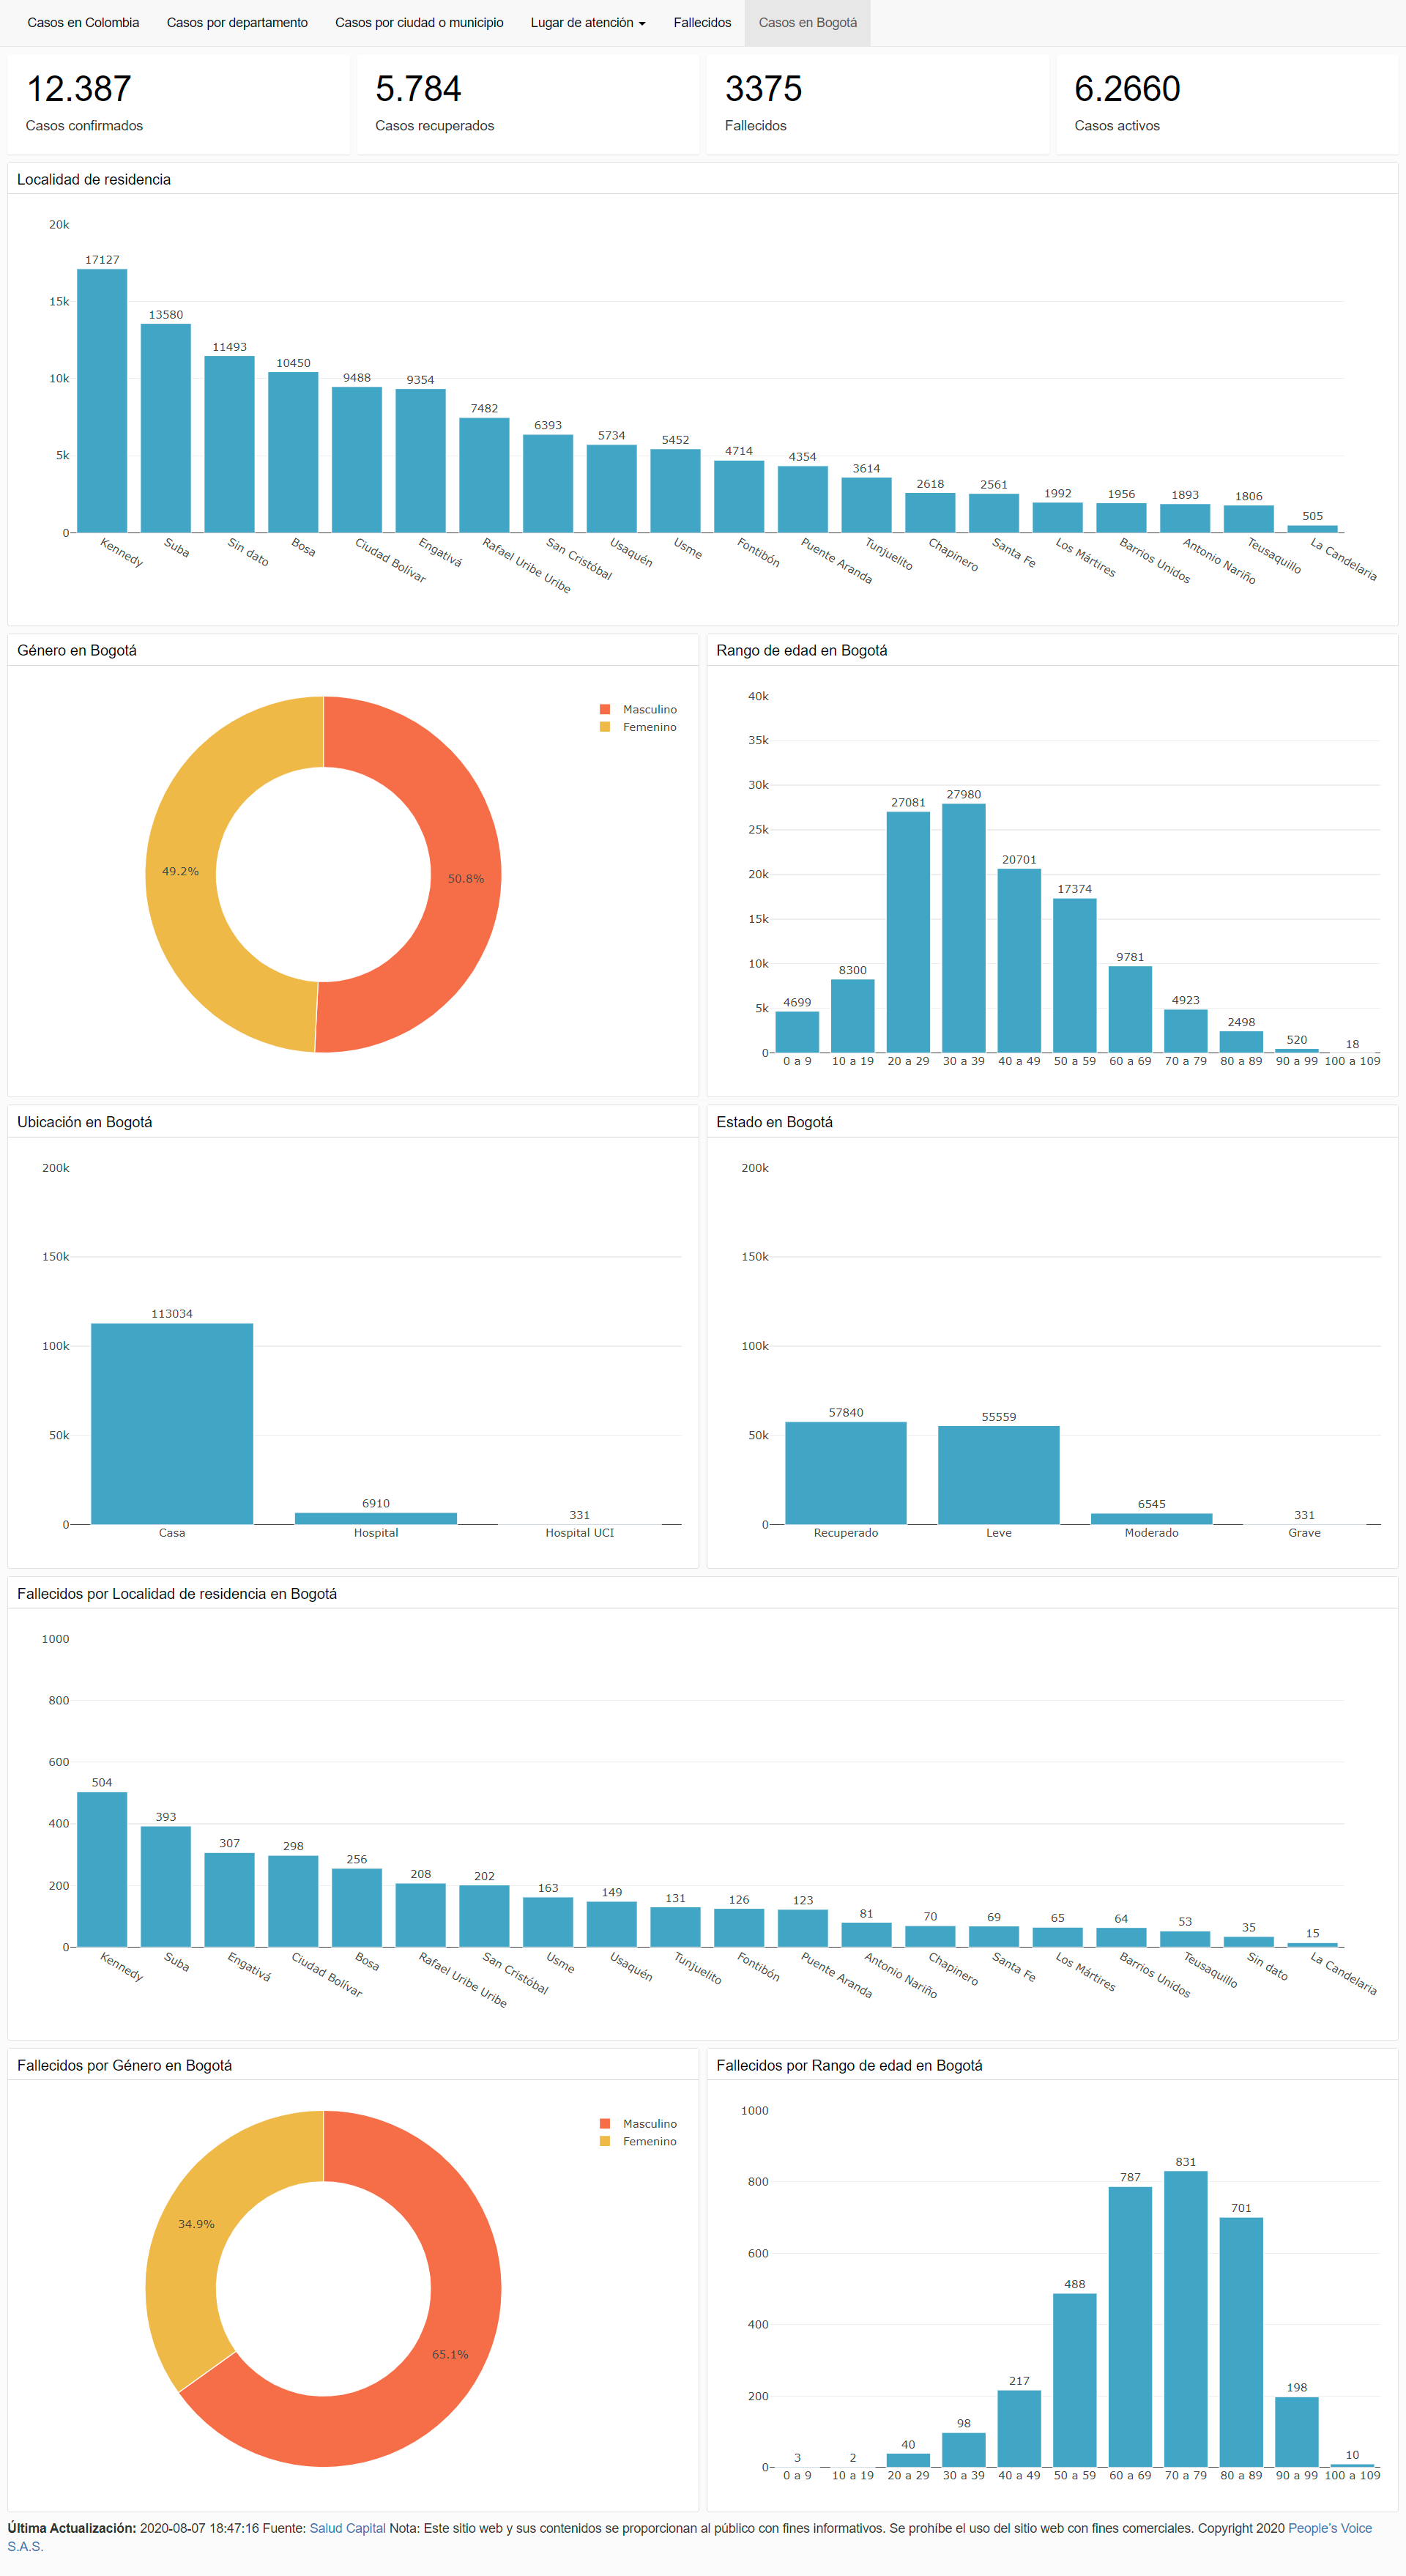 Casos en Colombia Casos por departamento Casos por ciudad o municipio Lugar de atención Fallecidos Casos en Bogotá
12.387 5.784 3375 6.2660
Casos confirmados Casos recuperados Fallecidos Casos activos
Localidad de residencia
20k
15k
10k
5k
0
17127 13580 11493 10450 9488 9354 7482 6393 5734 5452 4714 4354 3614 2618 2561 1992 1956 1893 1806 505
Kennedy Suba Sin dato Bosa Ciudad Bolívar Engativá Rafael Uribe Uribe San Cristóbal Usaquén Usme Fontibón Puente Aranda Tunjuelito Chapinero Santa Fe Los Mártires Barrios Unidos Antonio Nariño Teusaquillo La Candelaria
Género en Bogotá
Masculino
Femenino
49.2% 50.8%
Rango de edad en Bogotá
40k
35k
30k
25k
20k
15k
10k
5k
0
4699 8300 27081 27980 20701 17374 9781 4923 2498 520 18
0 a 9 10 a 19 20 a 29 30 a 39 40 a 49 50 a 59 60 a 69 70 a 79 80 a 89 90 a 99 100 a 109
Ubicación en Bogotá
200k
150k
100k
50k
0
113034 6910 331
Casa Hospital Hospital UCI
Estado en Bogotá
200k
150k
100k
50k
0
57840 55559 6545 331
Recuperado Leve Moderado Grave
Fallecidos por Localidad de residencia en Bogotá
1000
800
600
400
200
0
504 393 307 298 256 208 202 163 149 131 126 123 81 70 69 65 64 53 35 15
Kennedy Suba Engativá Ciudad Bolívar Bosa Rafael Uribe Uribe San Cristóbal Usme Usaquén Tunjuelito Fontibón Puente Aranda Antonio Nariño Chapinero Santa Fe Los Mártires Barrios Unidos Teusaquillo Sin dato La Candelaria
Fallecidos por Género en Bogotá
Masculino
Femenino
34.9%
65.1%
Fallecidos por Rango de edad en Bogotá
1000
800
600
400
200
0
3 2 40 98 217 488 787 831 701 198 10
0 a 9 10 a 19 20 a 29 30 a 39 40 a 49 50 a 59 60 a 69 70 a 79 80 a 89 90 a 99 100 a 109
Última Actualización: 2020-08-07 18:47:16 Fuente: Salud Capital Nota: Este sitio web y sus contenidos se proporcionan al público con fines informativos. Se prohíbe el uso del sitio web con fines comerciales. Copyright 2020 People's Voice
S.A.S.